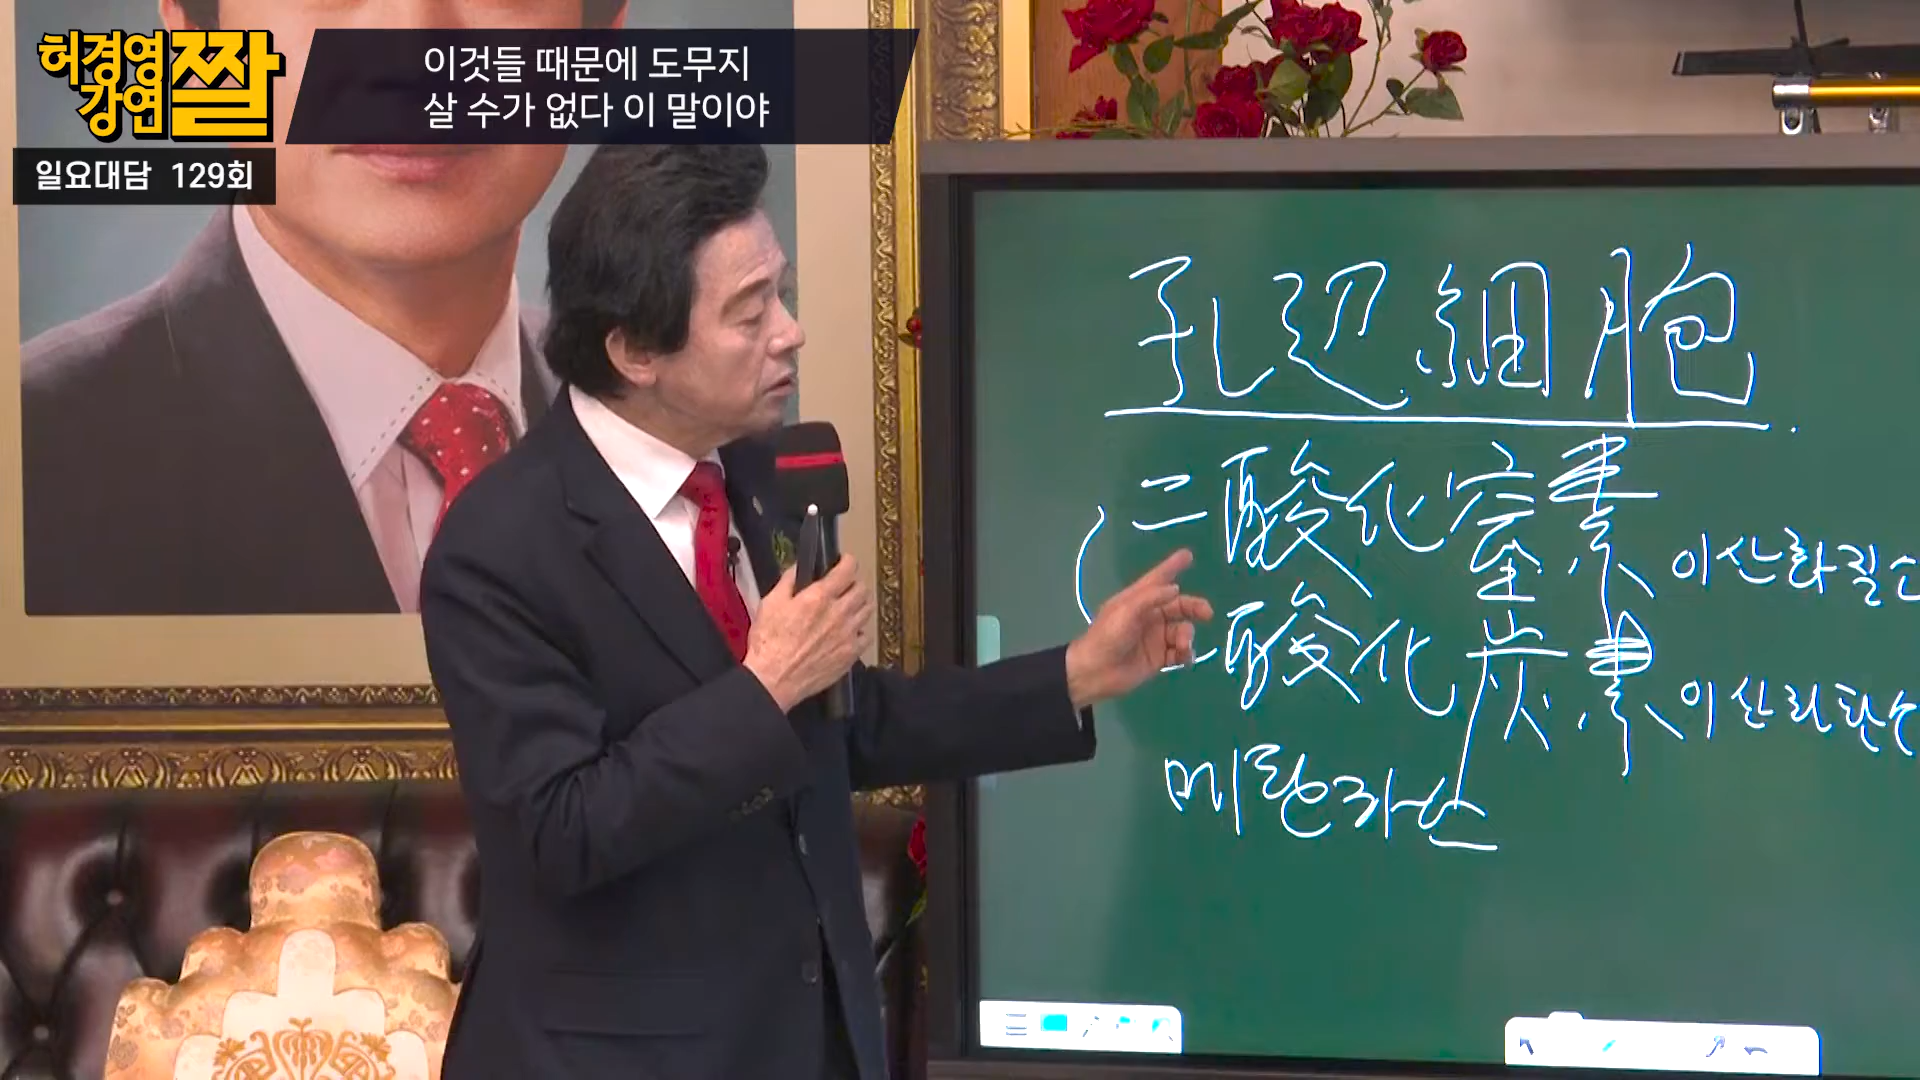 허경영
강연
짤
일요대담 129회
이것들 때문에 도무지
살 수가 없다 이 말이야
孔辺細胞
二酸化窒素 이산화질소
二酸化炭素 이산화탄소
메탄가스